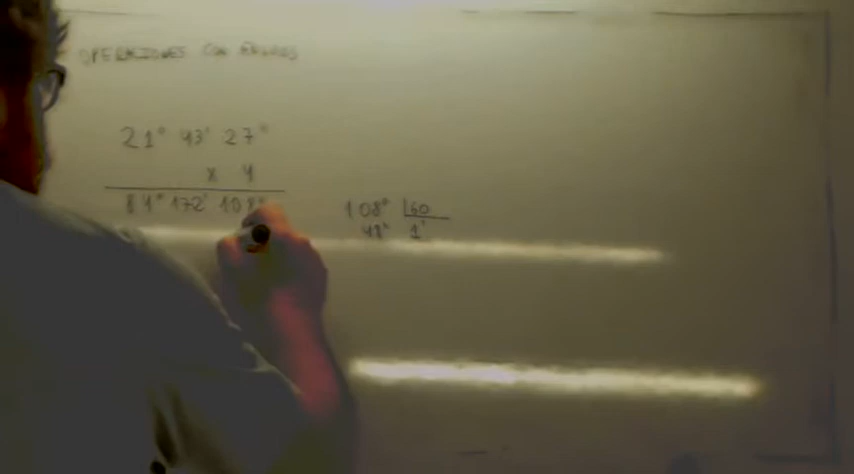 OPERACIONES CON ÁNGULOS
21° 43' 27"
x 4
84° 172' 108"
108" 60
48" 1'